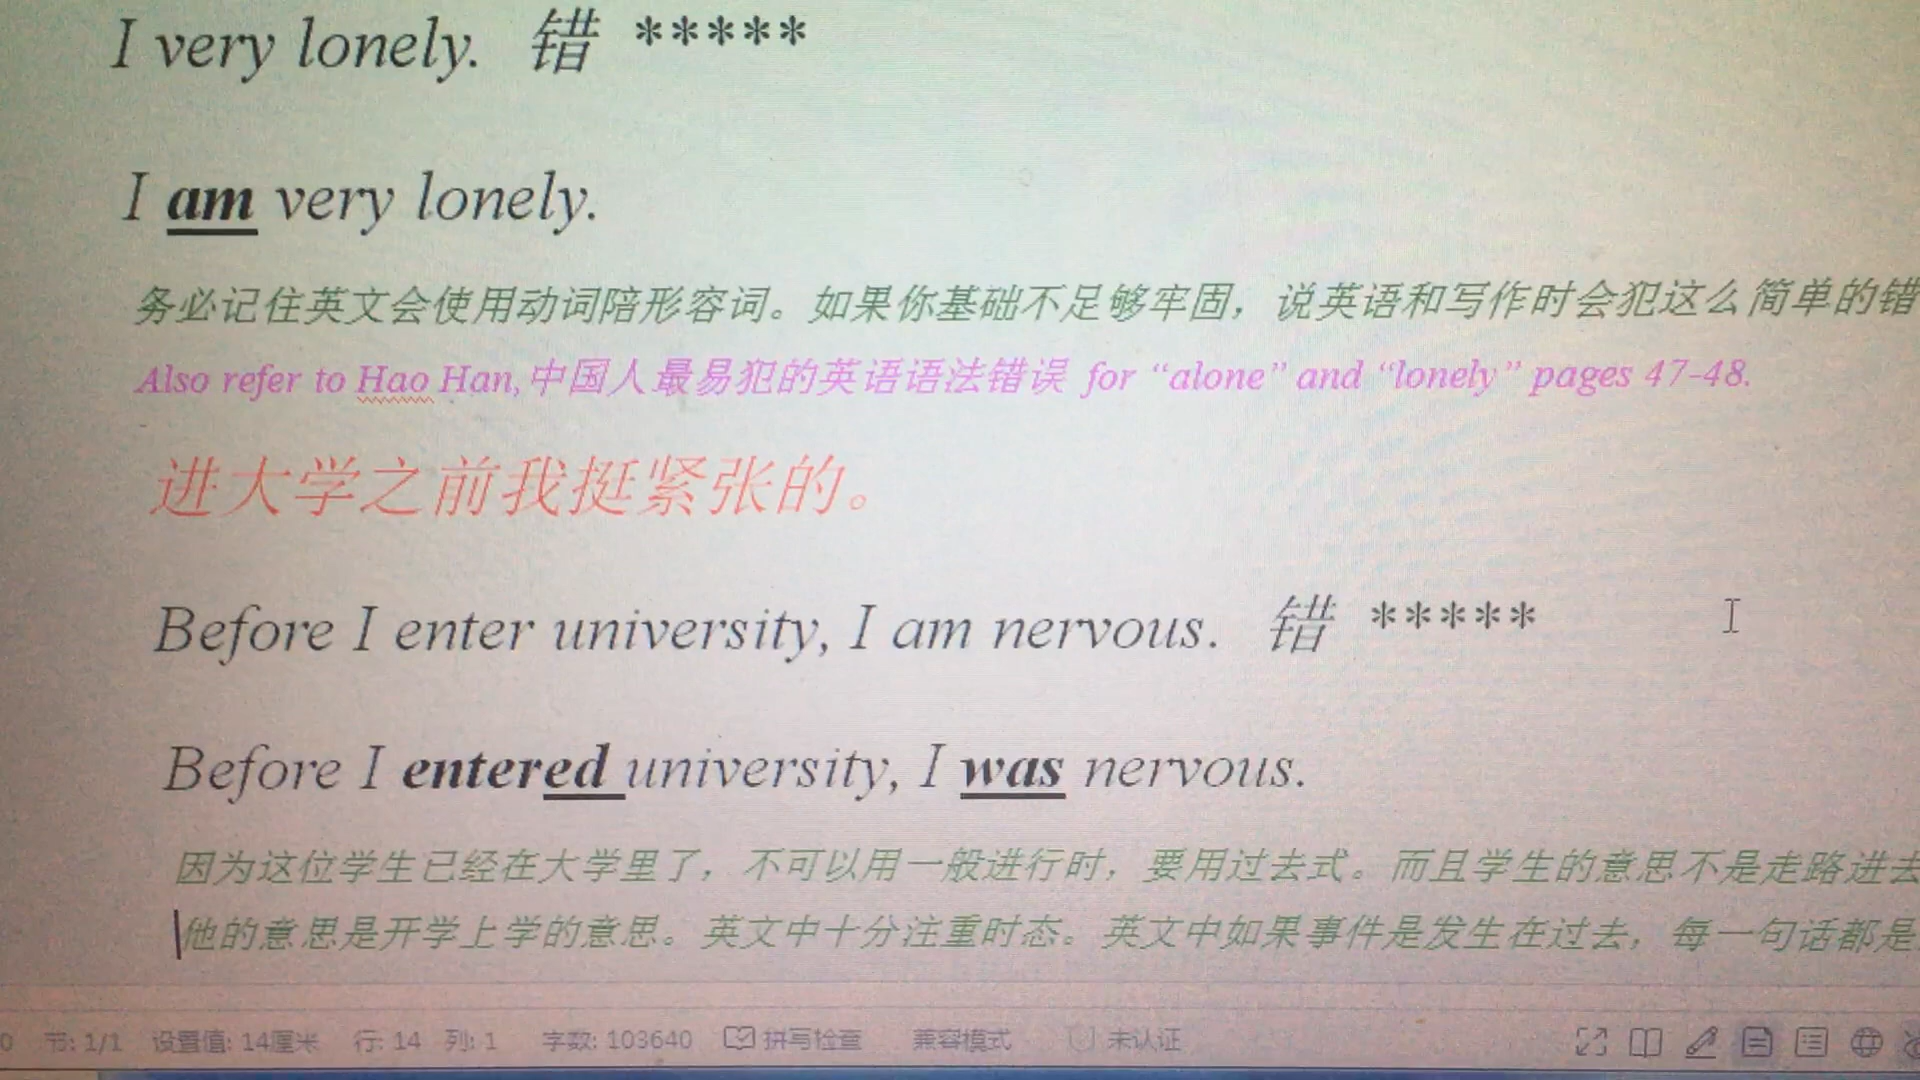 I very lonely. 错 *****
I am very lonely.
务必记住英文会使用动词陪形容词。如果你基础不足够牢固，说英语和写作时会犯这么简单的错
Also refer to Hao Han,中国人最易犯的英语语法错误 for “alone” and “lonely” pages 47-48.
进大学之前我挺紧张的。
Before I enter university, I am nervous. 错 *****
Before I entered university, I was nervous.
因为这位学生已经在大学里了，不可以用一般进行时，要用过去式。而且学生的意思不是走路进去
他的意思是开学上学的意思。英文中十分注重时态。英文中如果事件是发生在过去，每一句话都是
0 节: 1/1 设置值: 14厘米 行: 14 列: 1 字数: 103640 拼写检查 兼容模式 未认证